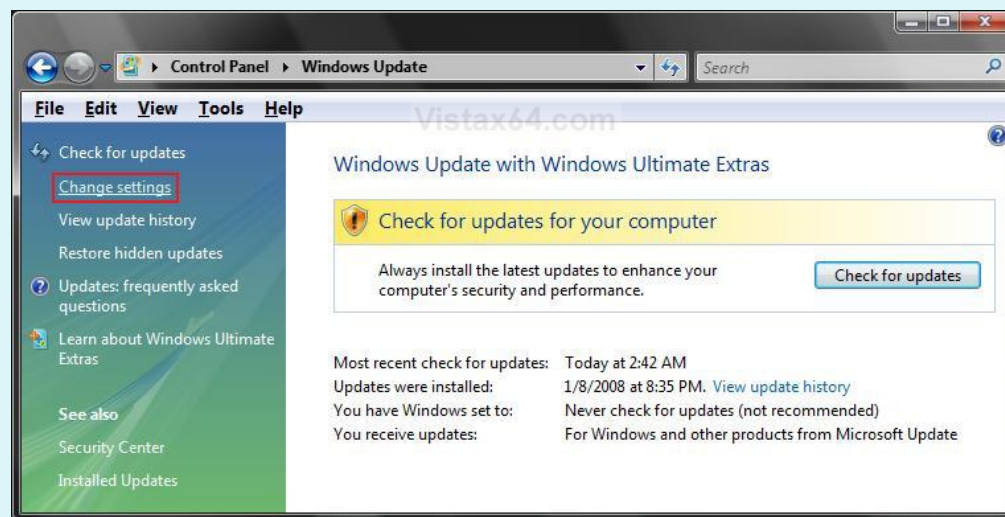 Control Panel Windows Update
Search
File Edit View Tools Help
Vistax64.com
Check for updates
Change settings
View update history
Restore hidden updates
Updates: frequently asked
questions
Learn about Windows Ultimate
Extras
See also
Security Center
Installed Updates
Windows Update with Windows Ultimate Extras
Check for updates for your computer
Always install the latest updates to enhance your
computer's security and performance.
Check for updates
Most recent check for updates: Today at 2:42 AM
Updates were installed: 1/8/2008 at 8:35 PM. View update history
You have Windows set to: Never check for updates (not recommended)
You receive updates: For Windows and other products from Microsoft Update